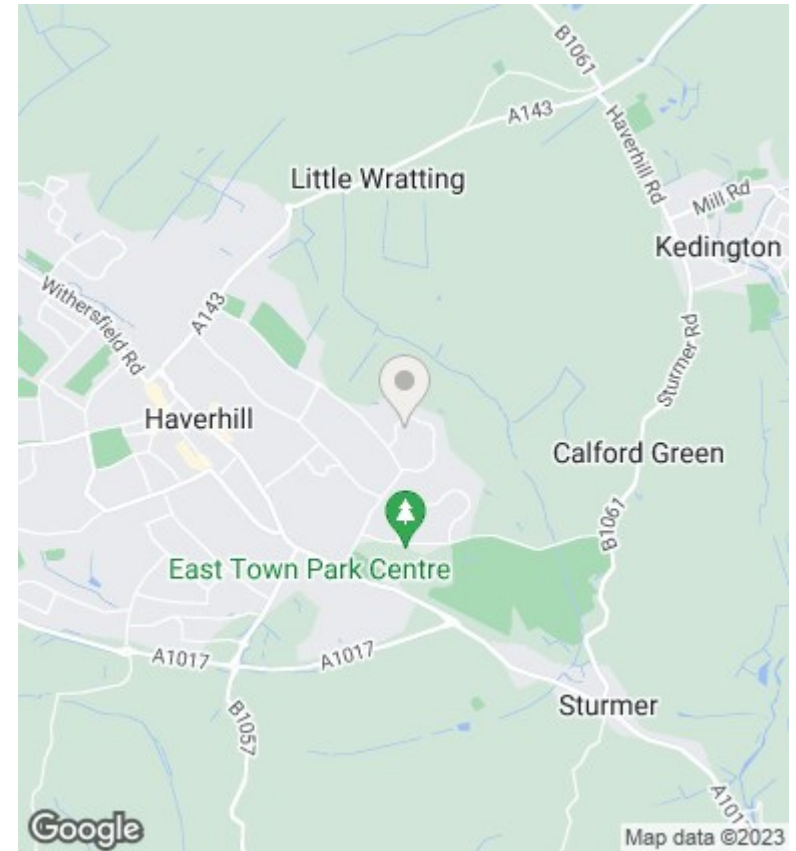 B1061
A143
Haverhill Rd
Little Wratting
Mill Rd
Kedington
Withersfield Rd
A143
Sturmer Rd
Haverhill
Calford Green
B1061
East Town Park Centre
A1017
A1017
Sturmer
B1057
A1017
Google
Map data ©2023